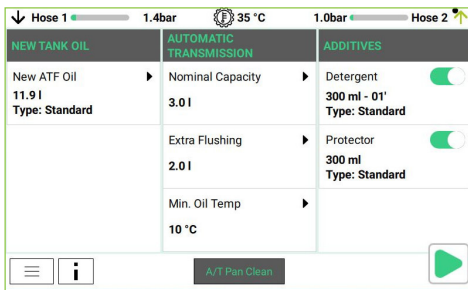 Hose 1 1.4bar 35 °C 1.0bar Hose 2
NEW TANK OIL
New ATF Oil
11.9 l
Type: Standard
AUTOMATIC
TRANSMISSION
Nominal Capacity
3.0 l
Extra Flushing
2.0 l
Min. Oil Temp
10 °C
ADDITIVES
Detergent
300 ml - 01'
Type: Standard
Protector
300 ml
Type: Standard
i
A/T Pan Clean